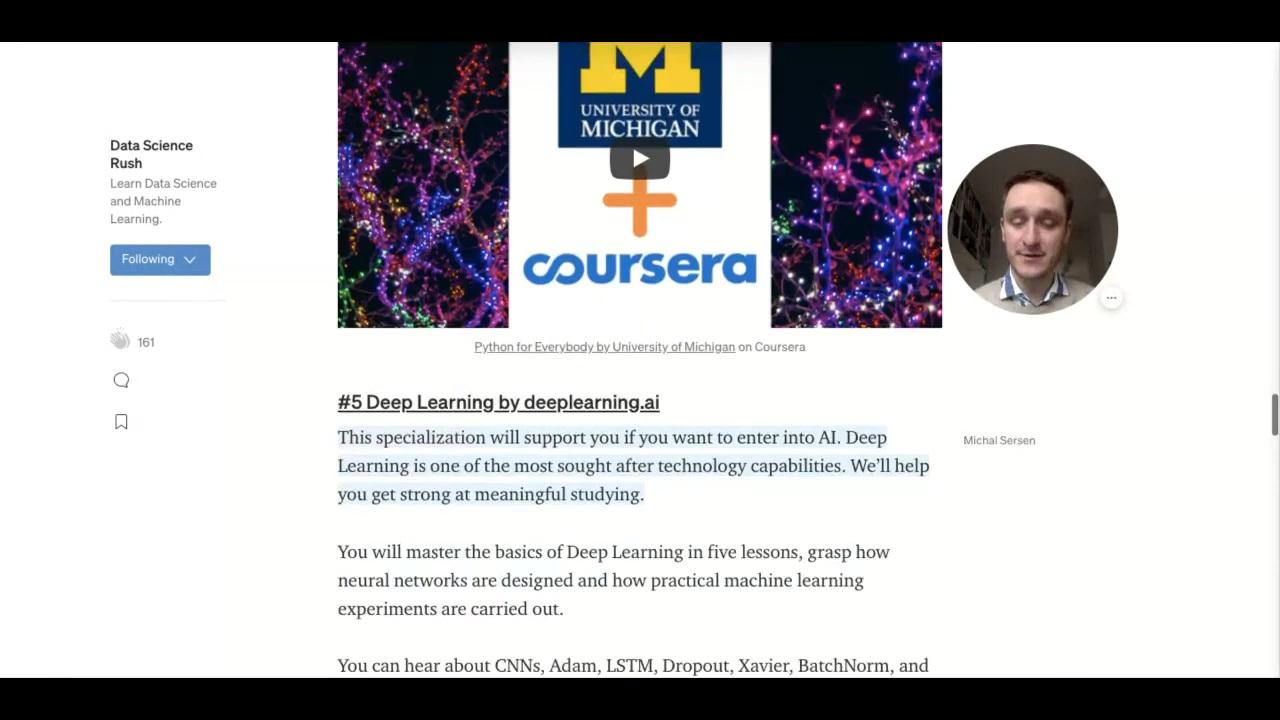 UNIVERSITY OF
MICHIGAN
coursera
Data Science
Rush
Learn Data Science
and Machine
Learning.
Following
161
Python for Everybody by University of Michigan on Coursera
#5 Deep Learning by deeplearning.ai
This specialization will support you if you want to enter into AI. Deep
Learning is one of the most sought after technology capabilities. We’ll help
you get strong at meaningful studying.
Michal Sersen
You will master the basics of Deep Learning in five lessons, grasp how
neural networks are designed and how practical machine learning
experiments are carried out.
You can hear about CNNs, Adam, LSTM, Dropout, Xavier, BatchNorm, and